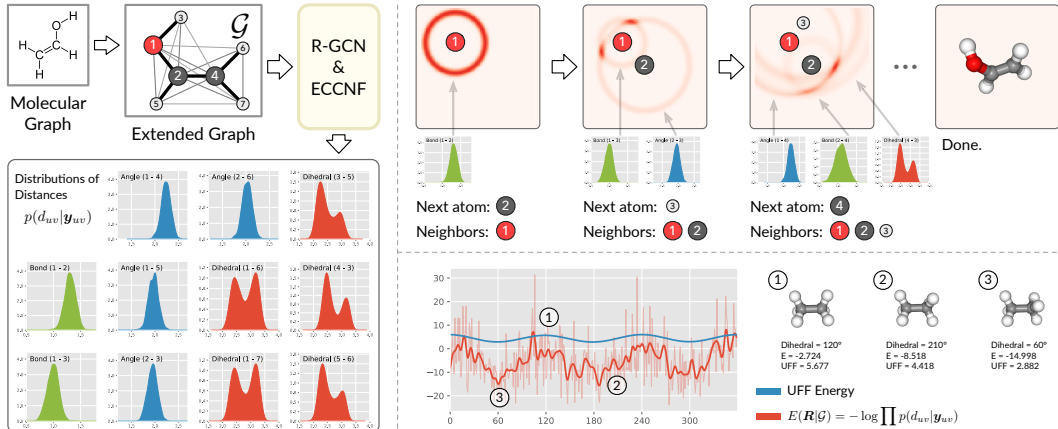 H
O
H
H
H
Molecular
Graph
1
2
3
4
5
6
7
𝒢
Extended Graph
R-GCN
&
ECCNF
Distributions of
Distances
p(d_uv|y_uv)
Angle (1 - 4)
Angle (2 - 6)
Dihedral (3 - 5)
Bond (1 - 2)
Angle (1 - 5)
Dihedral (1 - 6)
Dihedral (4 - 3)
Bond (1 - 3)
Angle (2 - 3)
Dihedral (1 - 7)
Dihedral (5 - 6)
1
1
2
1
3
2
...
Bond (1 - 2)
Bond (1 - 3)
Angle (2 - 3)
Angle (1 - 4)
Bond (2 - 4)
Dihedral (4 - 3)
Done.
Next atom: 2
Neighbors: 1
Next atom: 3
Neighbors: 1 2
Next atom: 4
Neighbors: 1 2 3
10
0
−10
−20
0
60
120
180
240
300
1
2
3
1
2
3
Dihedral = 120°
E = -2.724
UFF = 5.677
Dihedral = 210°
E = -8.518
UFF = 4.418
Dihedral = 60°
E = -14.998
UFF = 2.882
UFF Energy
E(R|𝒢) = − log ∏ p(d_uv|y_uv)